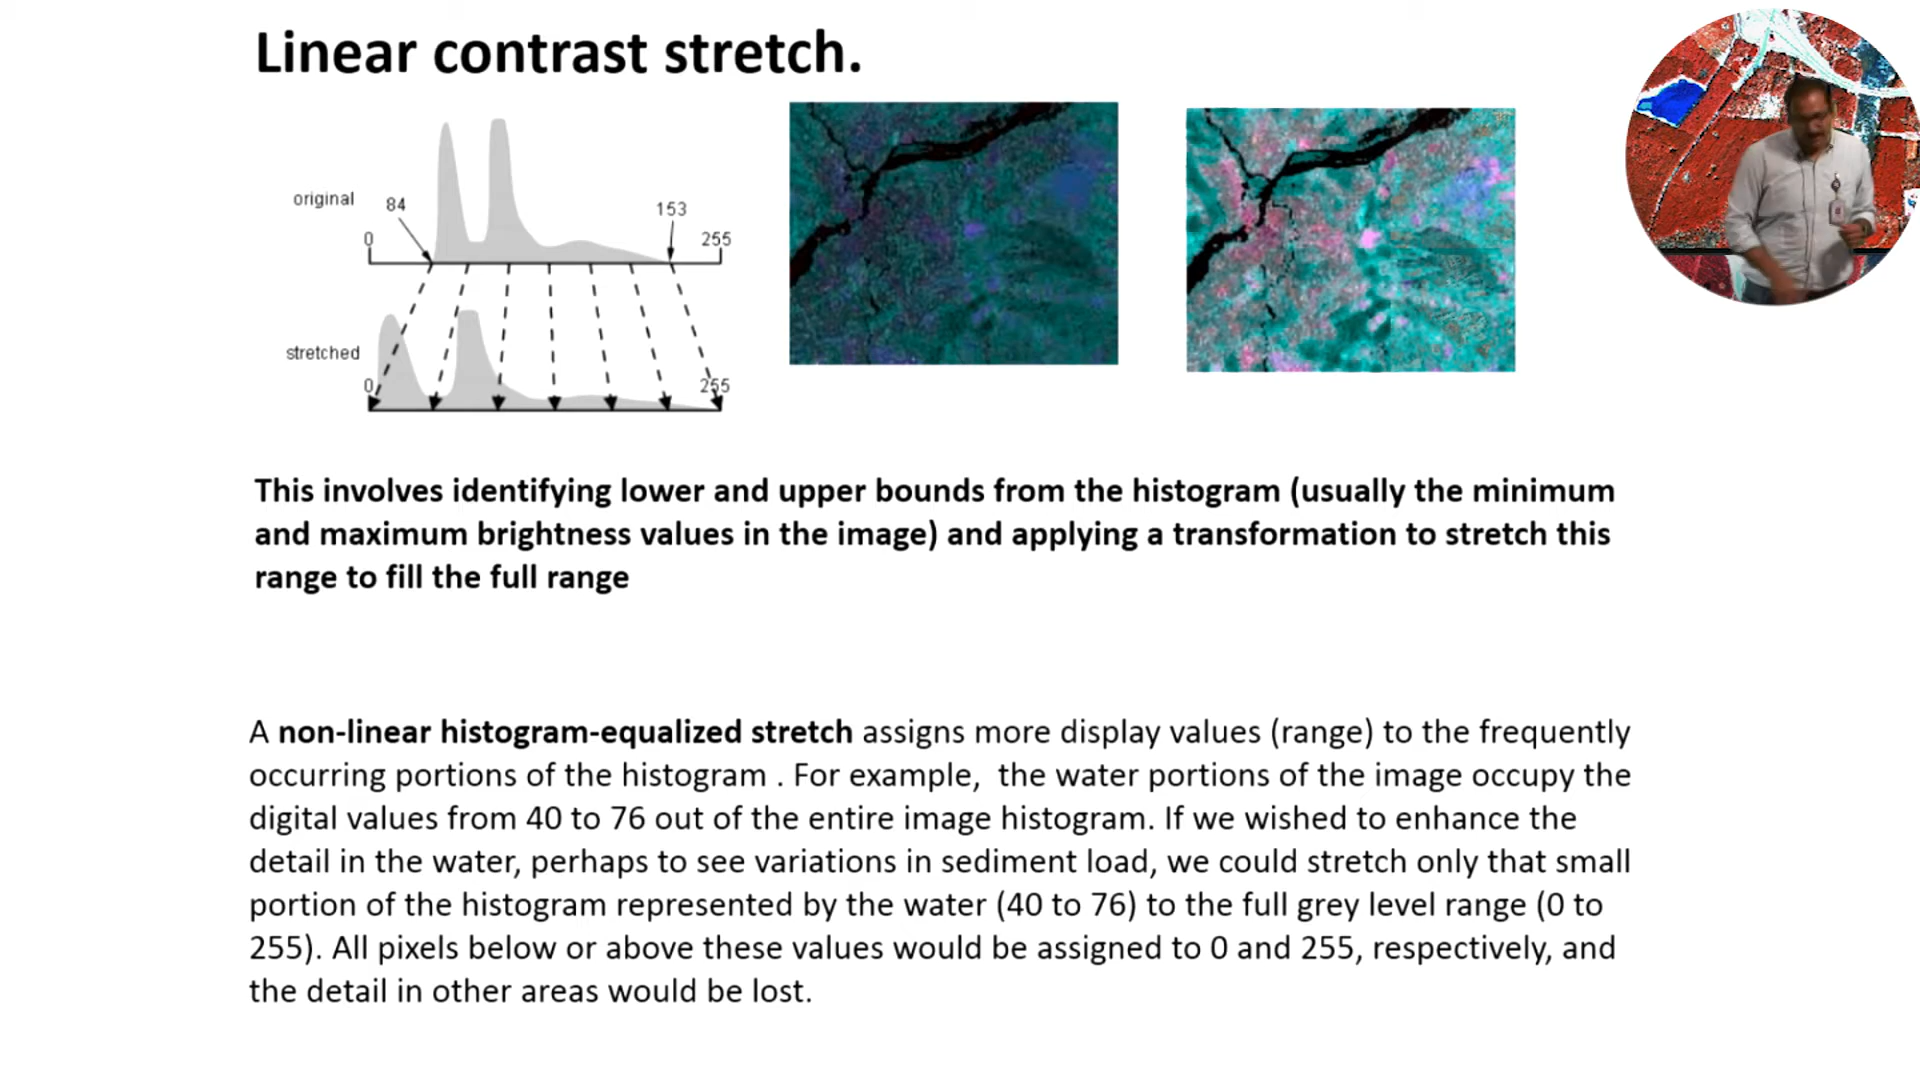 Linear contrast stretch.
original
84
153
0
255
stretched
0
255
This involves identifying lower and upper bounds from the histogram (usually the minimum
and maximum brightness values in the image) and applying a transformation to stretch this
range to fill the full range
A non-linear histogram-equalized stretch assigns more display values (range) to the frequently
occurring portions of the histogram . For example,  the water portions of the image occupy the
digital values from 40 to 76 out of the entire image histogram. If we wished to enhance the
detail in the water, perhaps to see variations in sediment load, we could stretch only that small
portion of the histogram represented by the water (40 to 76) to the full grey level range (0 to
255). All pixels below or above these values would be assigned to 0 and 255, respectively, and
the detail in other areas would be lost.